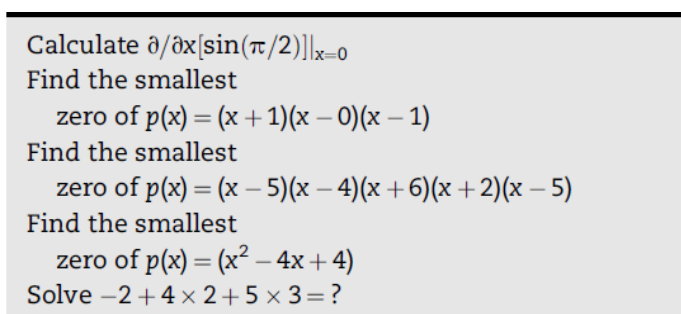 Calculate ∂/∂x[sin(π/2)]|ₓ₌₀
Find the smallest
zero of p(x) = (x + 1)(x − 0)(x − 1)
Find the smallest
zero of p(x) = (x − 5)(x − 4)(x + 6)(x + 2)(x − 5)
Find the smallest
zero of p(x) = (x² − 4x + 4)
Solve −2 + 4 × 2 + 5 × 3 = ?